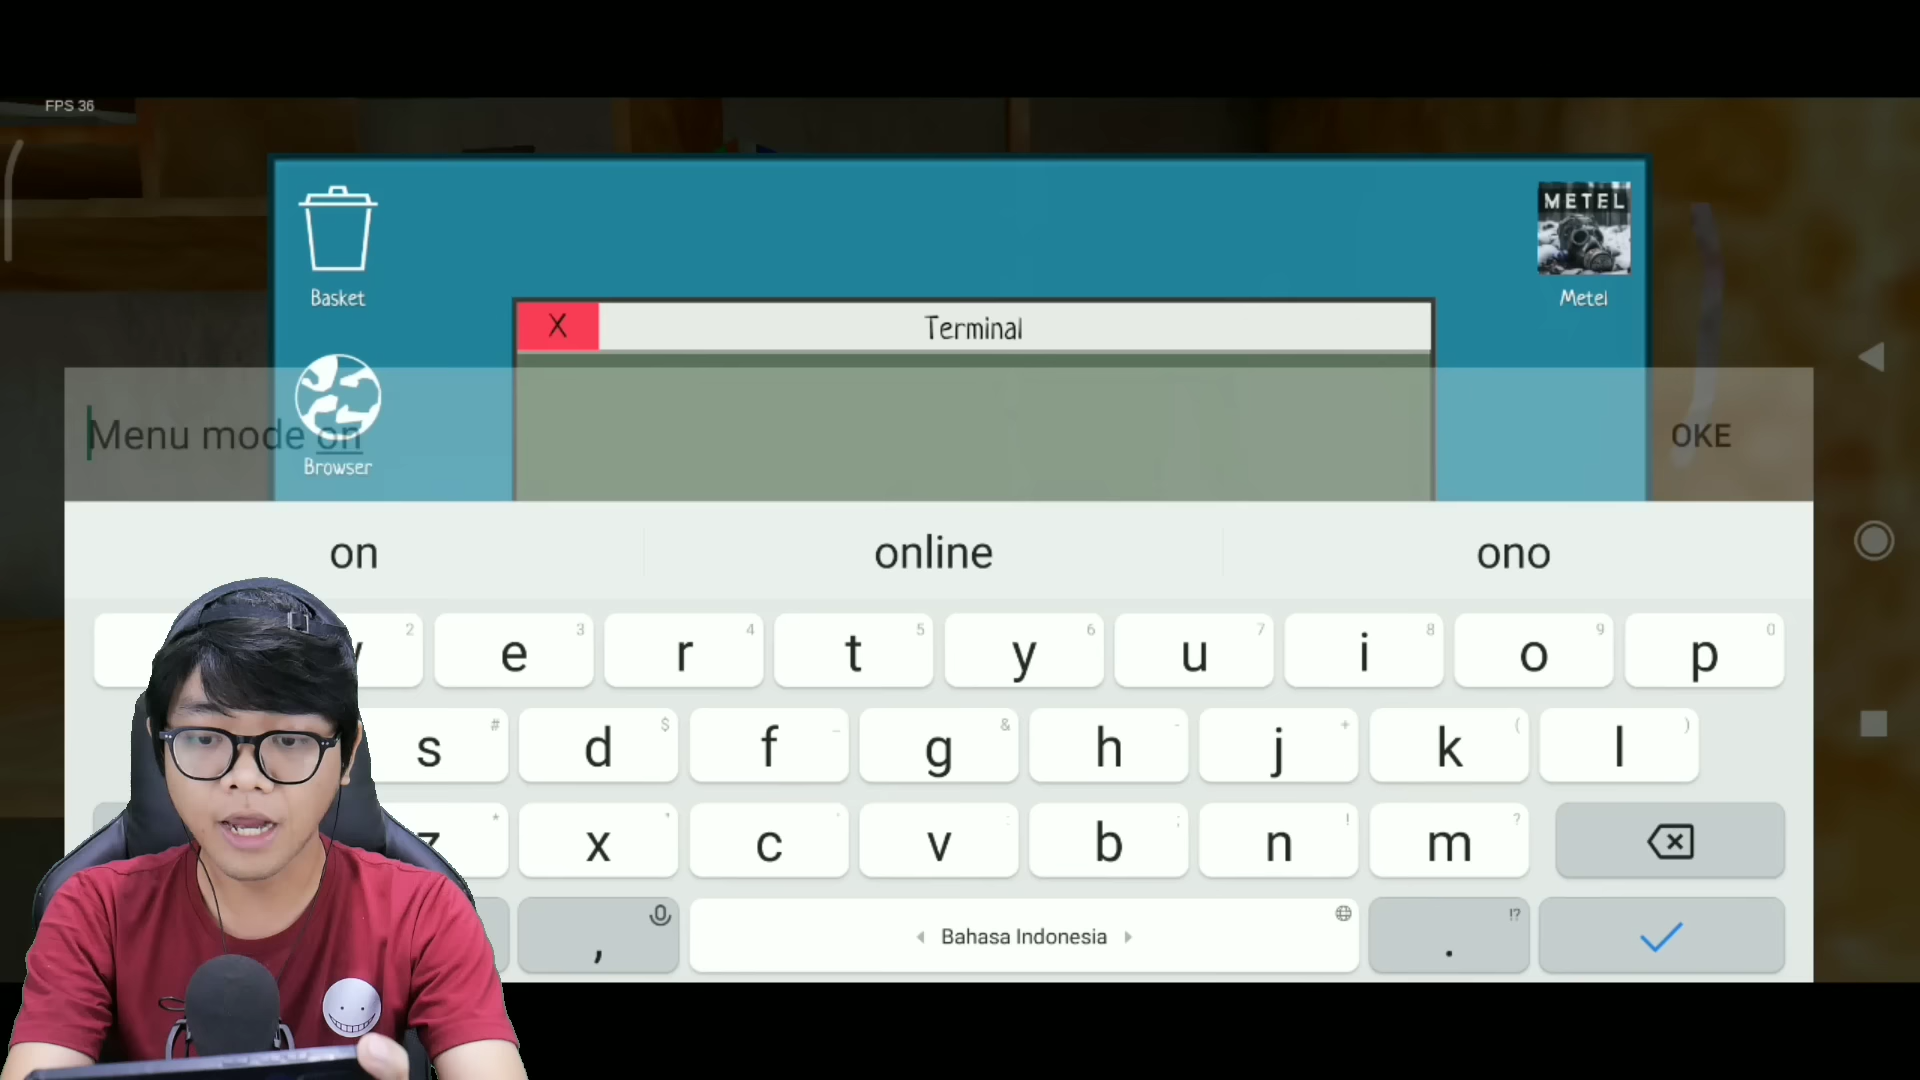 FPS 36
METEL
Basket
Metel
X
Terminal
Menu mode on
OKE
Browser
on
online
ono
2
e 3
r 4
t 5
y 6
u 7
i 8
o 9
p 0
s #
d $
f _
g &
h -
j +
k (
l )
z *
x '
c
v :
b ;
n !
m ?
,
Bahasa Indonesia
. !?